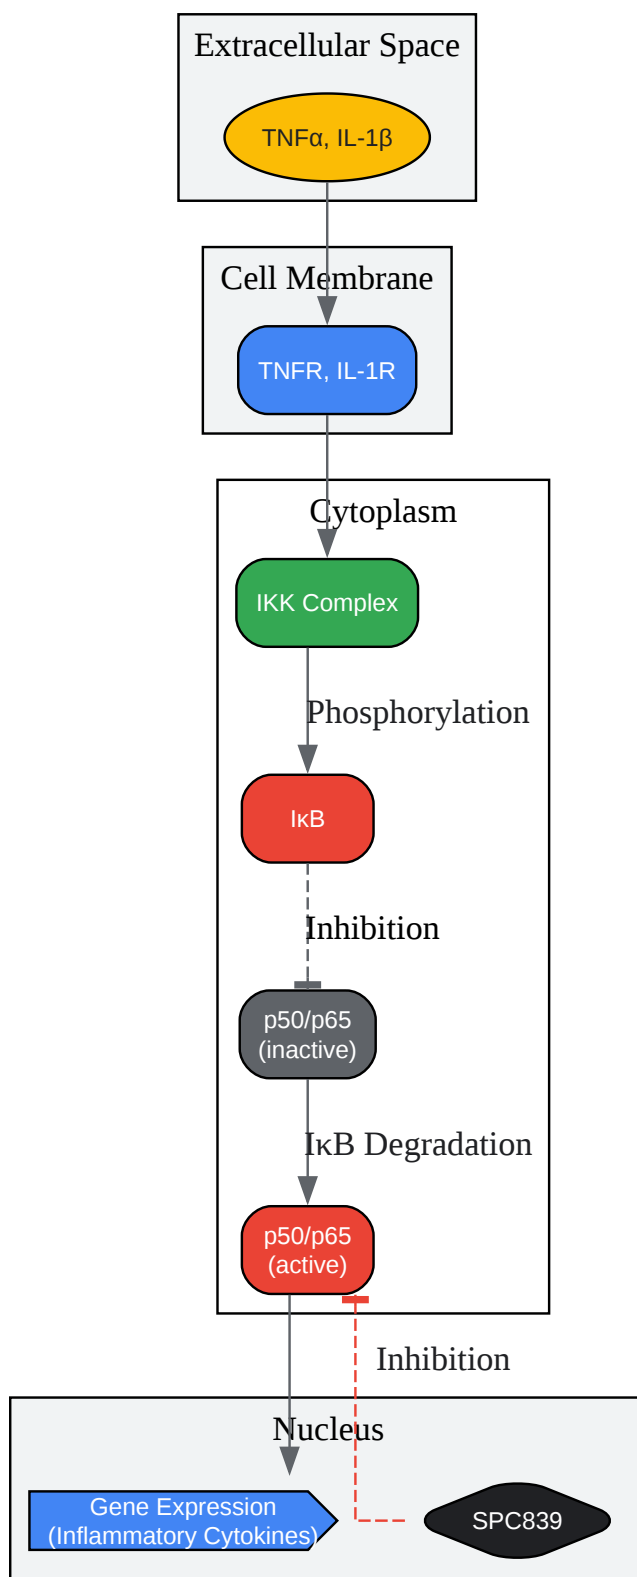 Extracellular Space
TNFα, IL-1β
Cell Membrane
TNFR, IL-1R
Cytoplasm
IKK Complex
Phosphorylation
IκB
Inhibition
p50/p65
(inactive)
IκB Degradation
p50/p65
(active)
Inhibition
Nucleus
Gene Expression
(Inflammatory Cytokines)
SPC839